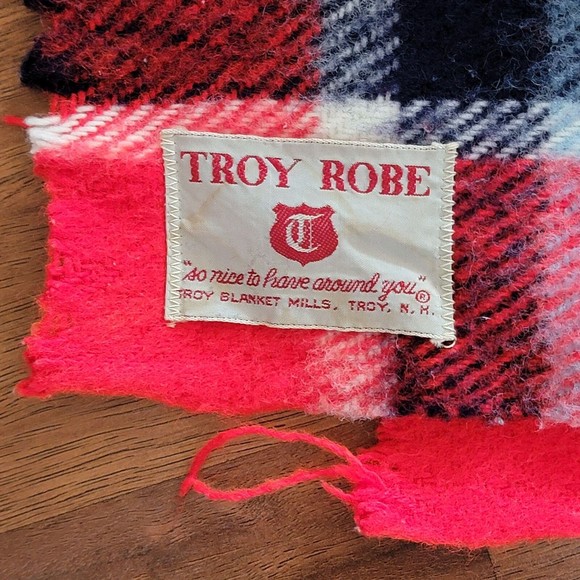 TROY ROBE
T
"so nice to have around you"®
TROY BLANKET MILLS, TROY, N. H.